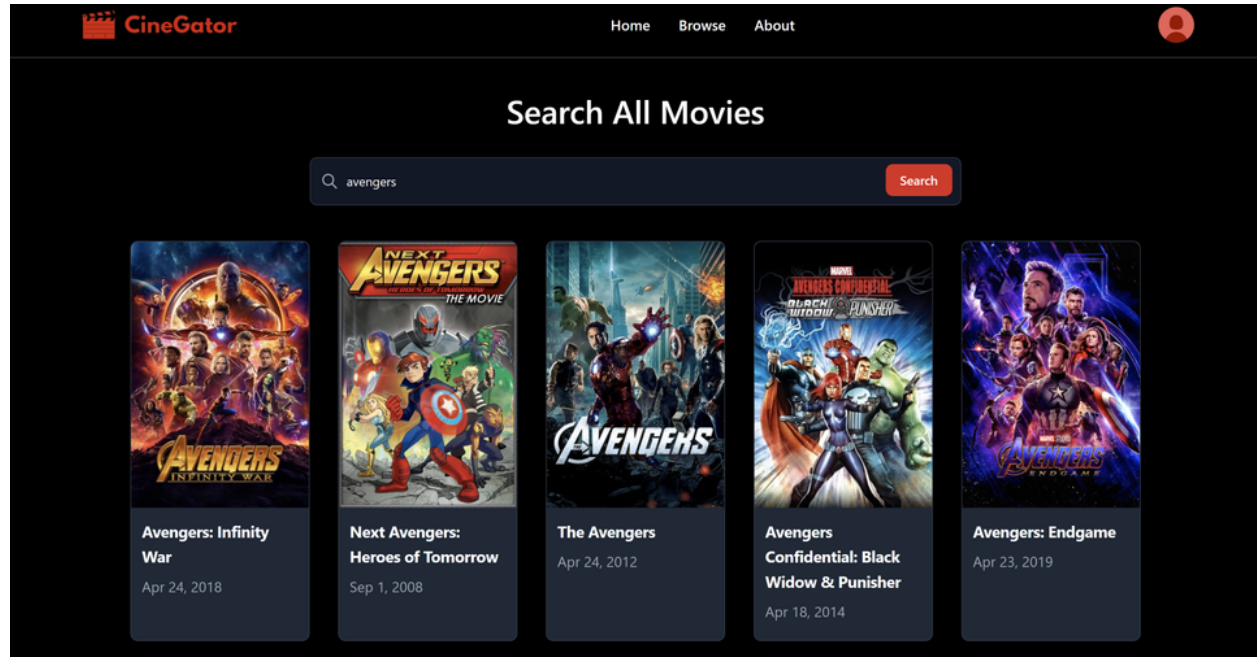 CineGator
Home Browse About
Search All Movies
avengers
Search
AVENGERS
INFINITY WAR
NEXT
AVENGERS
HEROES OF TOMORROW
THE MOVIE
AVENGERS
MARVEL
AVENGERS CONFIDENTIAL
BLACK
WIDOW PUNISHER
MARVEL STUDIOS
AVENGERS
ENDGAME
Avengers: Infinity
War
Apr 24, 2018
Next Avengers:
Heroes of Tomorrow
Sep 1, 2008
The Avengers
Apr 24, 2012
Avengers
Confidential: Black
Widow & Punisher
Apr 18, 2014
Avengers: Endgame
Apr 23, 2019